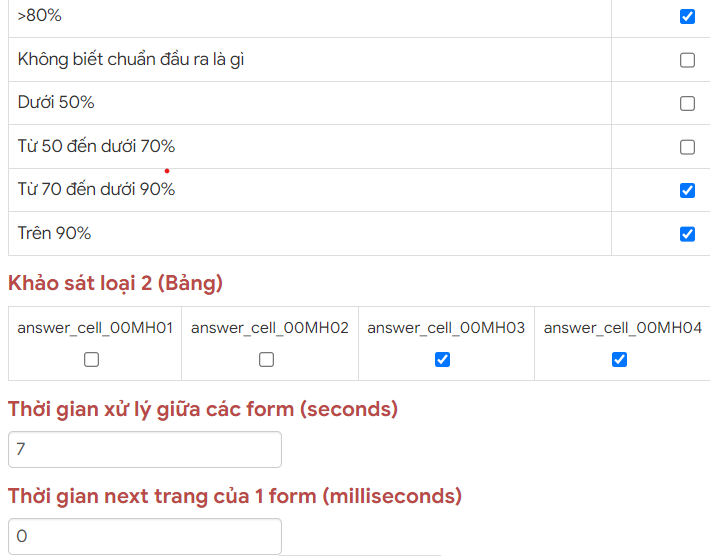 >80%
Không biết chuẩn đầu ra là gì
Dưới 50%
Từ 50 đến dưới 70%
Từ 70 đến dưới 90%
Trên 90%
Khảo sát loại 2 (Bảng)
answer_cell_00MH01 answer_cell_00MH02 answer_cell_00MH03 answer_cell_00MH04
Thời gian xử lý giữa các form (seconds)
7
Thời gian next trang của 1 form (milliseconds)
0